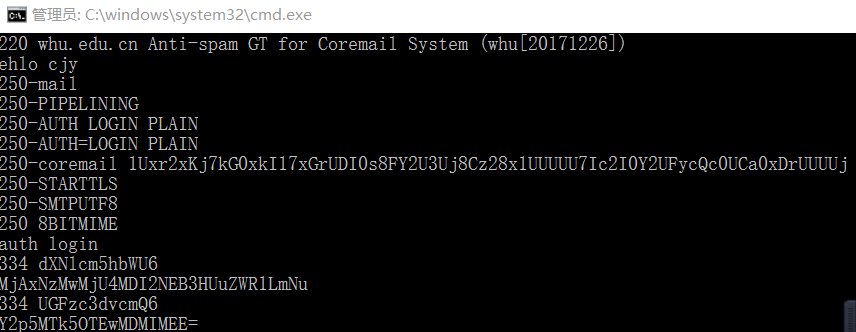 管理员: C:\windows\system32\cmd.exe
220 whu.edu.cn Anti-spam GT for Coremail System (whu[20171226])
ehlo cjy
250-mail
250-PIPELINING
250-AUTH LOGIN PLAIN
250-AUTH=LOGIN PLAIN
250-coremail 1Uxr2xKj7kG0xkI17xGrUDI0s8FY2U3Uj8Cz28x1UUUUU7Ic2I0Y2UFycQc0UCa0xDrUUUUj
250-STARTTLS
250-SMTPUTF8
250 8BITMIME
auth login
334 dXNlcm5hbWU6
MjAxNzMwMjU4MDI2NEB3HUuZWRlLmNu
334 UGFzc3dvcmQ6
Y2p5MTk5OTEwMDMIMEE=